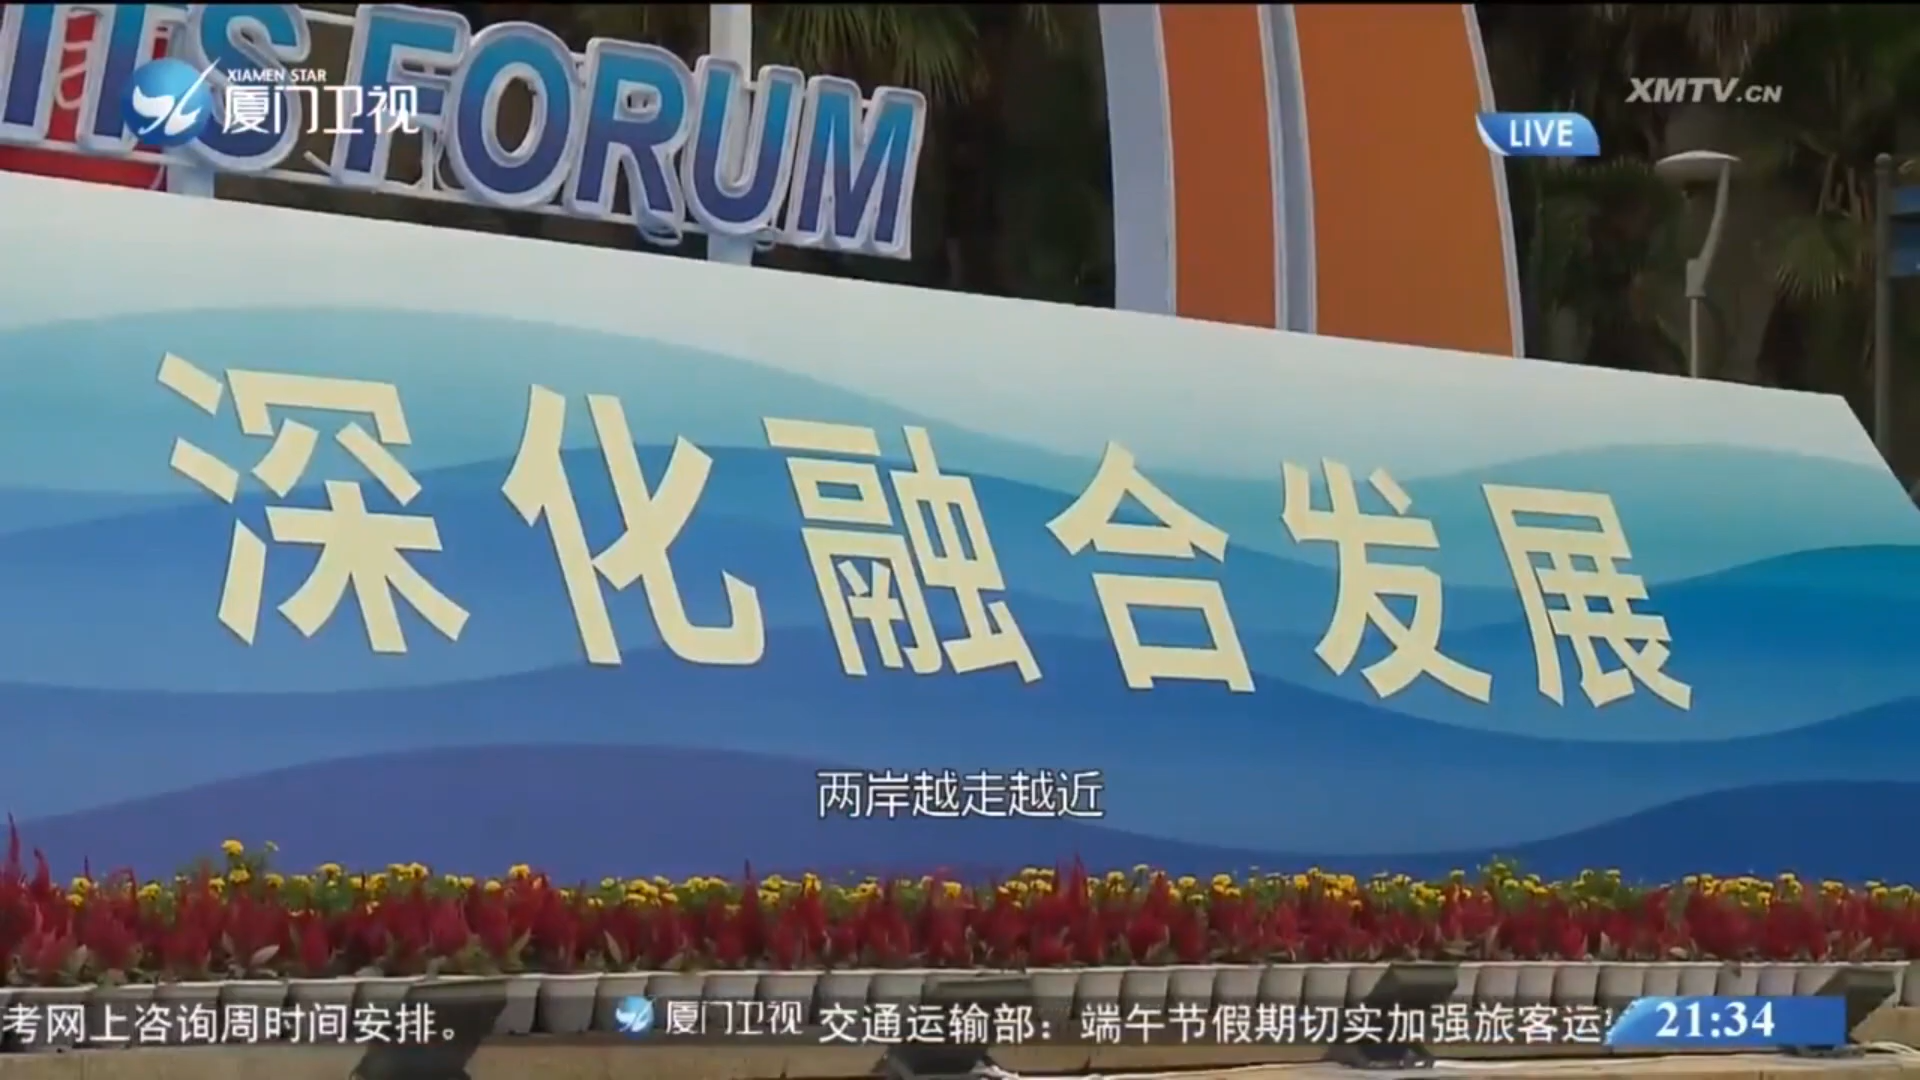 ITS FORUM
XIAMEN STAR
厦门卫视
XMTV.CN
LIVE
深化融合发展
两岸越走越近
考网上咨询周时间安排。
厦门卫视
交通运输部：端午节假期切实加强旅客运
21:34